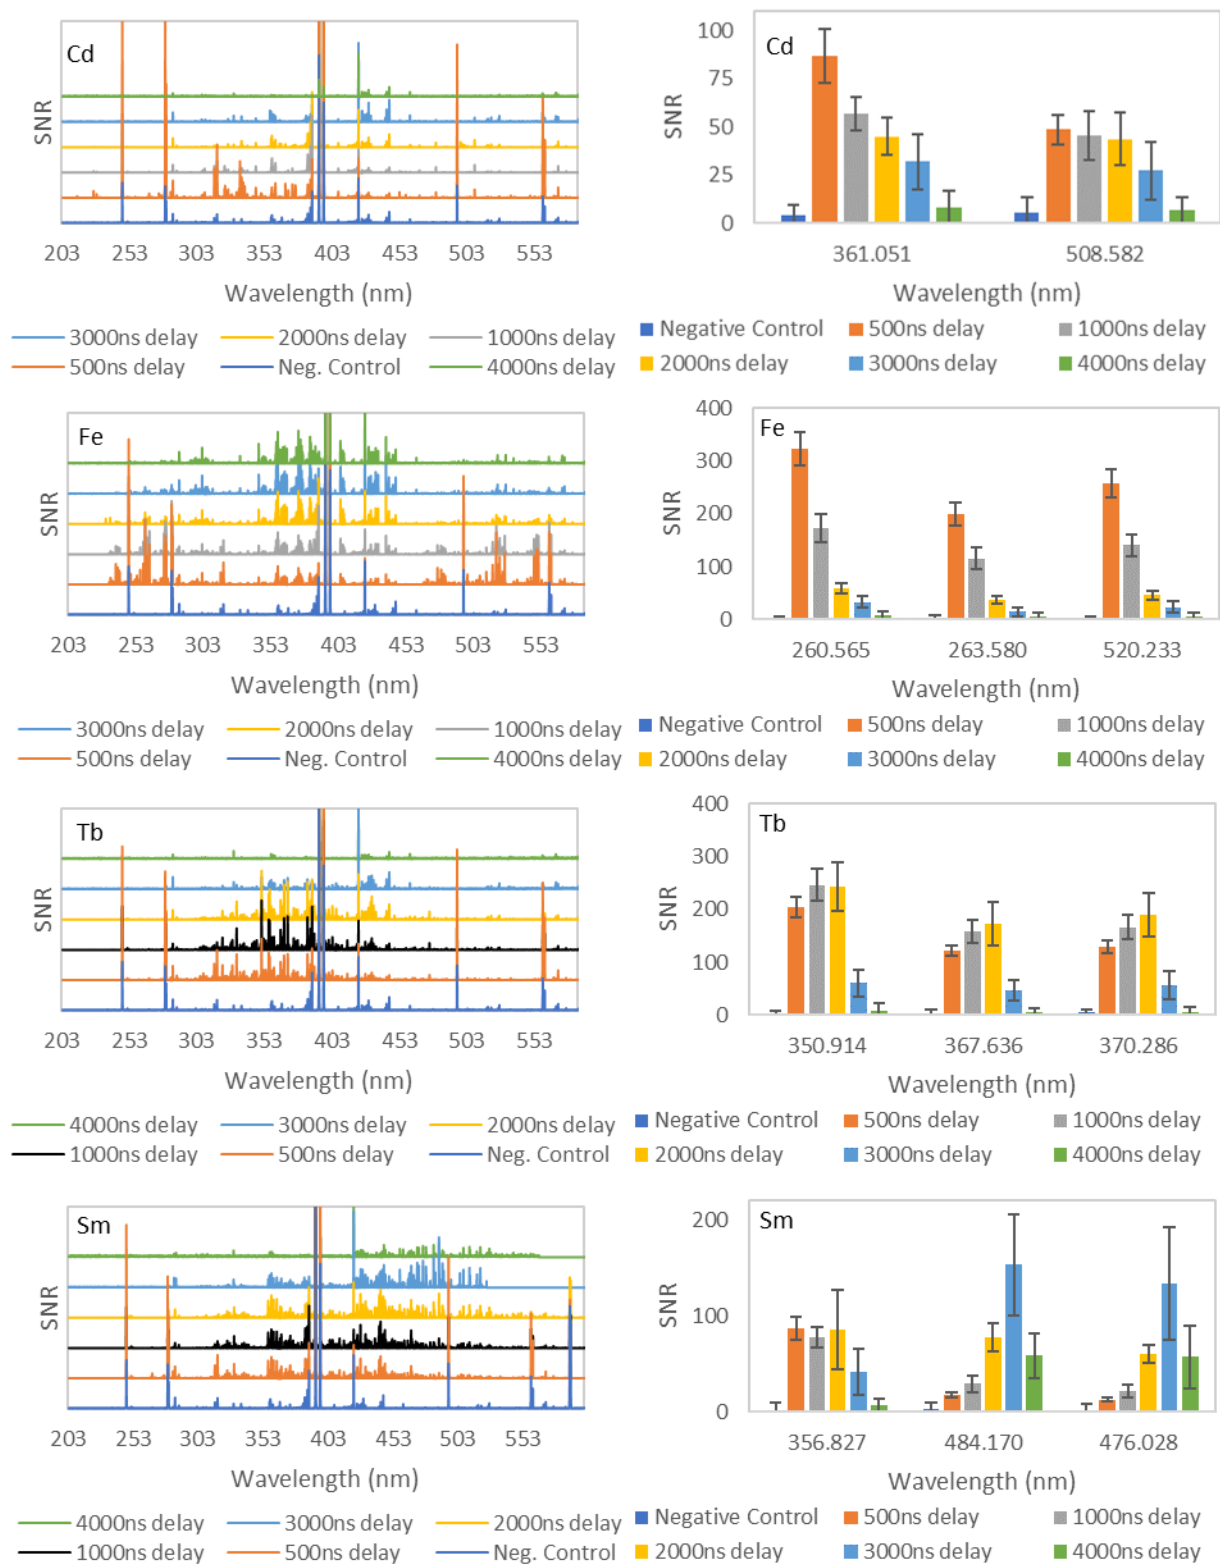 Cd
SNR
203 253 303 353 403 453 503 553
Wavelength (nm)
3000ns delay 2000ns delay 1000ns delay
500ns delay Neg. Control 4000ns delay
Cd
SNR
100
75
50
25
0
361.051 508.582
Wavelength (nm)
Negative Control 500ns delay 1000ns delay
2000ns delay 3000ns delay 4000ns delay
Fe
SNR
203 253 303 353 403 453 503 553
Wavelength (nm)
3000ns delay 2000ns delay 1000ns delay
500ns delay Neg. Control 4000ns delay
Fe
SNR
400
300
200
100
0
260.565 263.580 520.233
Wavelength (nm)
Negative Control 500ns delay 1000ns delay
2000ns delay 3000ns delay 4000ns delay
Tb
SNR
203 253 303 353 403 453 503 553
Wavelength (nm)
4000ns delay 3000ns delay 2000ns delay
1000ns delay 500ns delay Neg. Control
Tb
SNR
400
300
200
100
0
350.914 367.636 370.286
Wavelength (nm)
Negative Control 500ns delay 1000ns delay
2000ns delay 3000ns delay 4000ns delay
Sm
SNR
203 253 303 353 403 453 503 553
Wavelength (nm)
4000ns delay 3000ns delay 2000ns delay
1000ns delay 500ns delay Neg. Control
Sm
SNR
200
100
0
356.827 484.170 476.028
Wavelength (nm)
Negative Control 500ns delay 1000ns delay
2000ns delay 3000ns delay 4000ns delay